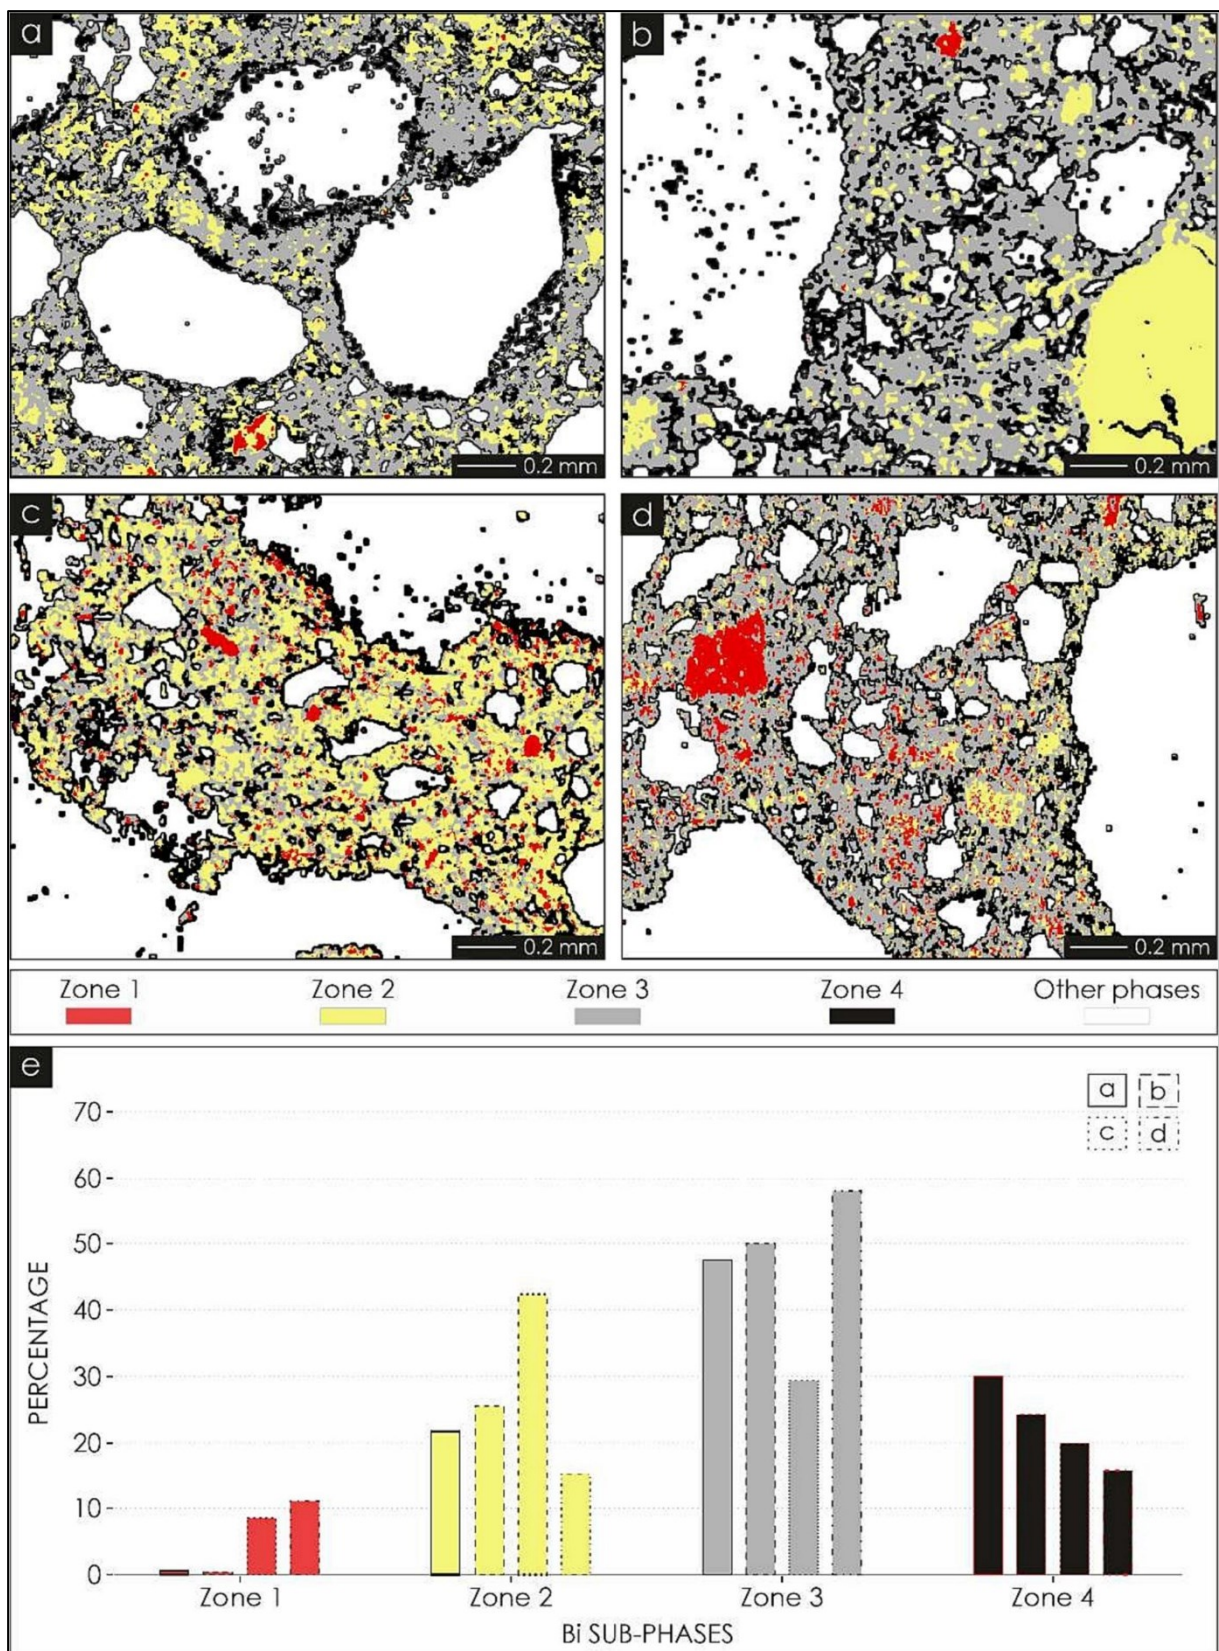 a
b
0.2 mm
0.2 mm
c
d
0.2 mm
0.2 mm
Zone 1 Zone 2 Zone 3 Zone 4 Other phases
e
a b
c d
70
60
50
40
30
20
10
0
PERCENTAGE
Zone 1 Zone 2 Zone 3 Zone 4
Bi SUB-PHASES